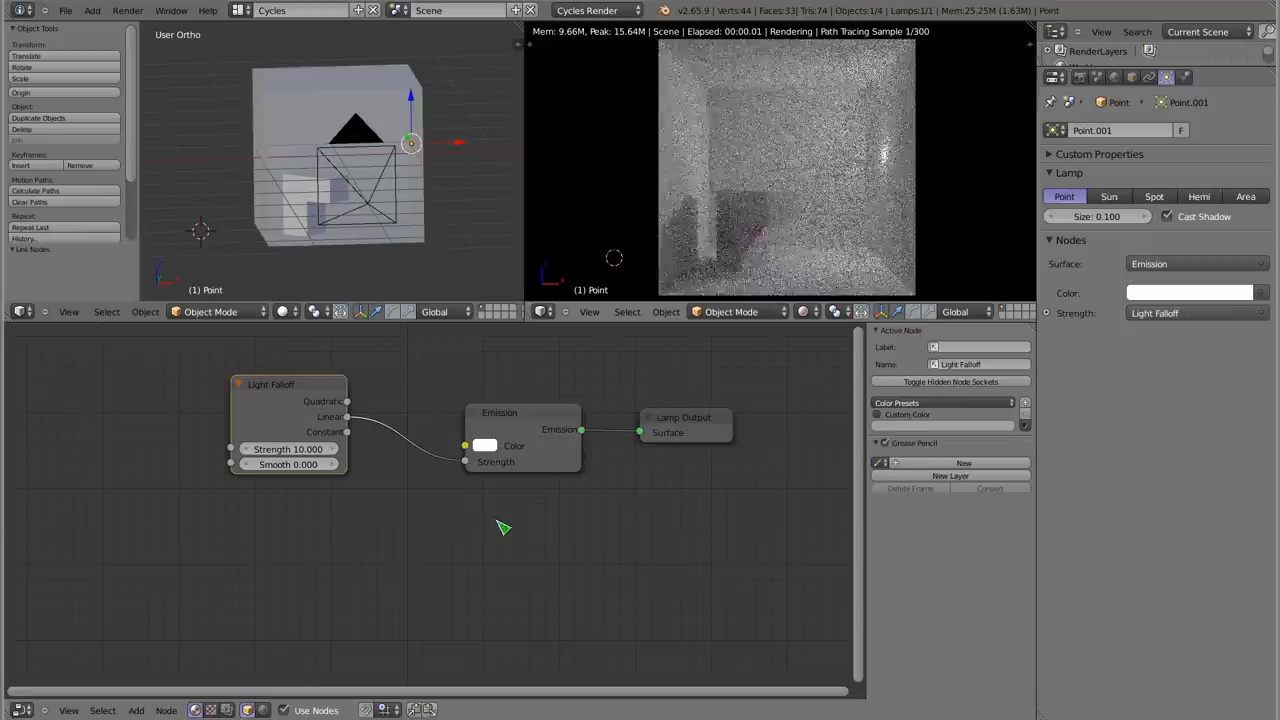 File Add Render Window Help Cycles Scene Cycles Render v2.65.9 | Verts:44 | Faces:33| Tris:74 | Objects:1/4 | Lamps:1/1 | Mem:25.25M (1.63M) | Point
Object Tools
Transform:
Translate
Rotate
Scale
Origin
Object:
Duplicate Objects
Delete
Join
Keyframes:
Insert Remove
Motion Paths:
Calculate Paths
Clear Paths
Repeat:
Repeat Last
History...
Link Nodes
User Ortho
(1) Point
View Select Object Object Mode Global
Mem: 9.66M, Peak: 15.64M | Scene | Elapsed: 00:00.01 | Rendering | Path Tracing Sample 1/300
(1) Point
View Select Object Object Mode Global
View Search Current Scene
RenderLayers
Point Point.001
Point.001 F
Custom Properties
Lamp
Point Sun Spot Hemi Area
Size: 0.100 Cast Shadow
Nodes
Surface: Emission
Color:
Strength: Light Falloff
Light Falloff
Quadratic
Linear
Constant
Strength 10.000
Smooth 0.000
Emission
Emission
Color
Strength
Lamp Output
Surface
Active Node
Label:
Name: Light Falloff
Toggle Hidden Node Sockets
Color Presets
Custom Color
Grease Pencil
New
New Layer
Delete Frame Convert
View Select Add Node Use Nodes